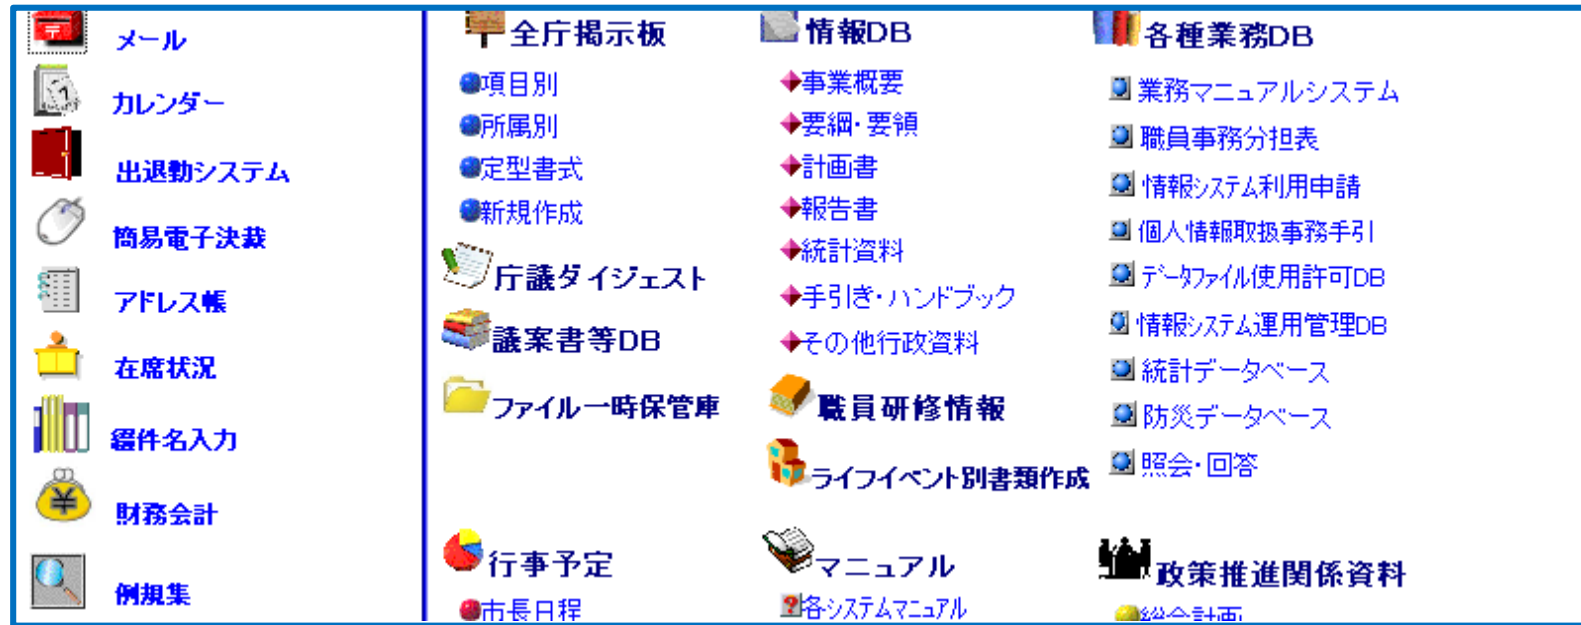 メール
カレンダー
出退勤システム
簡易電子決裁
アドレス帳
在席状況
綴件名入力
財務会計
例規集
全庁掲示板
項目別
所属別
定型書式
新規作成
庁議ダイジェスト
議案書等DB
ファイル一時保管庫
行事予定
市長日程
情報DB
事業概要
要綱・要領
計画書
報告書
統計資料
手引き・ハンドブック
その他行政資料
職員研修情報
ライフイベント別書類作成
マニュアル
各システムマニュアル
各種業務DB
業務マニュアルシステム
職員事務分担表
情報システム利用申請
個人情報取扱事務手引
データファイル使用許可DB
情報システム運用管理DB
統計データベース
防災データベース
照会・回答
政策推進関係資料
総合計画